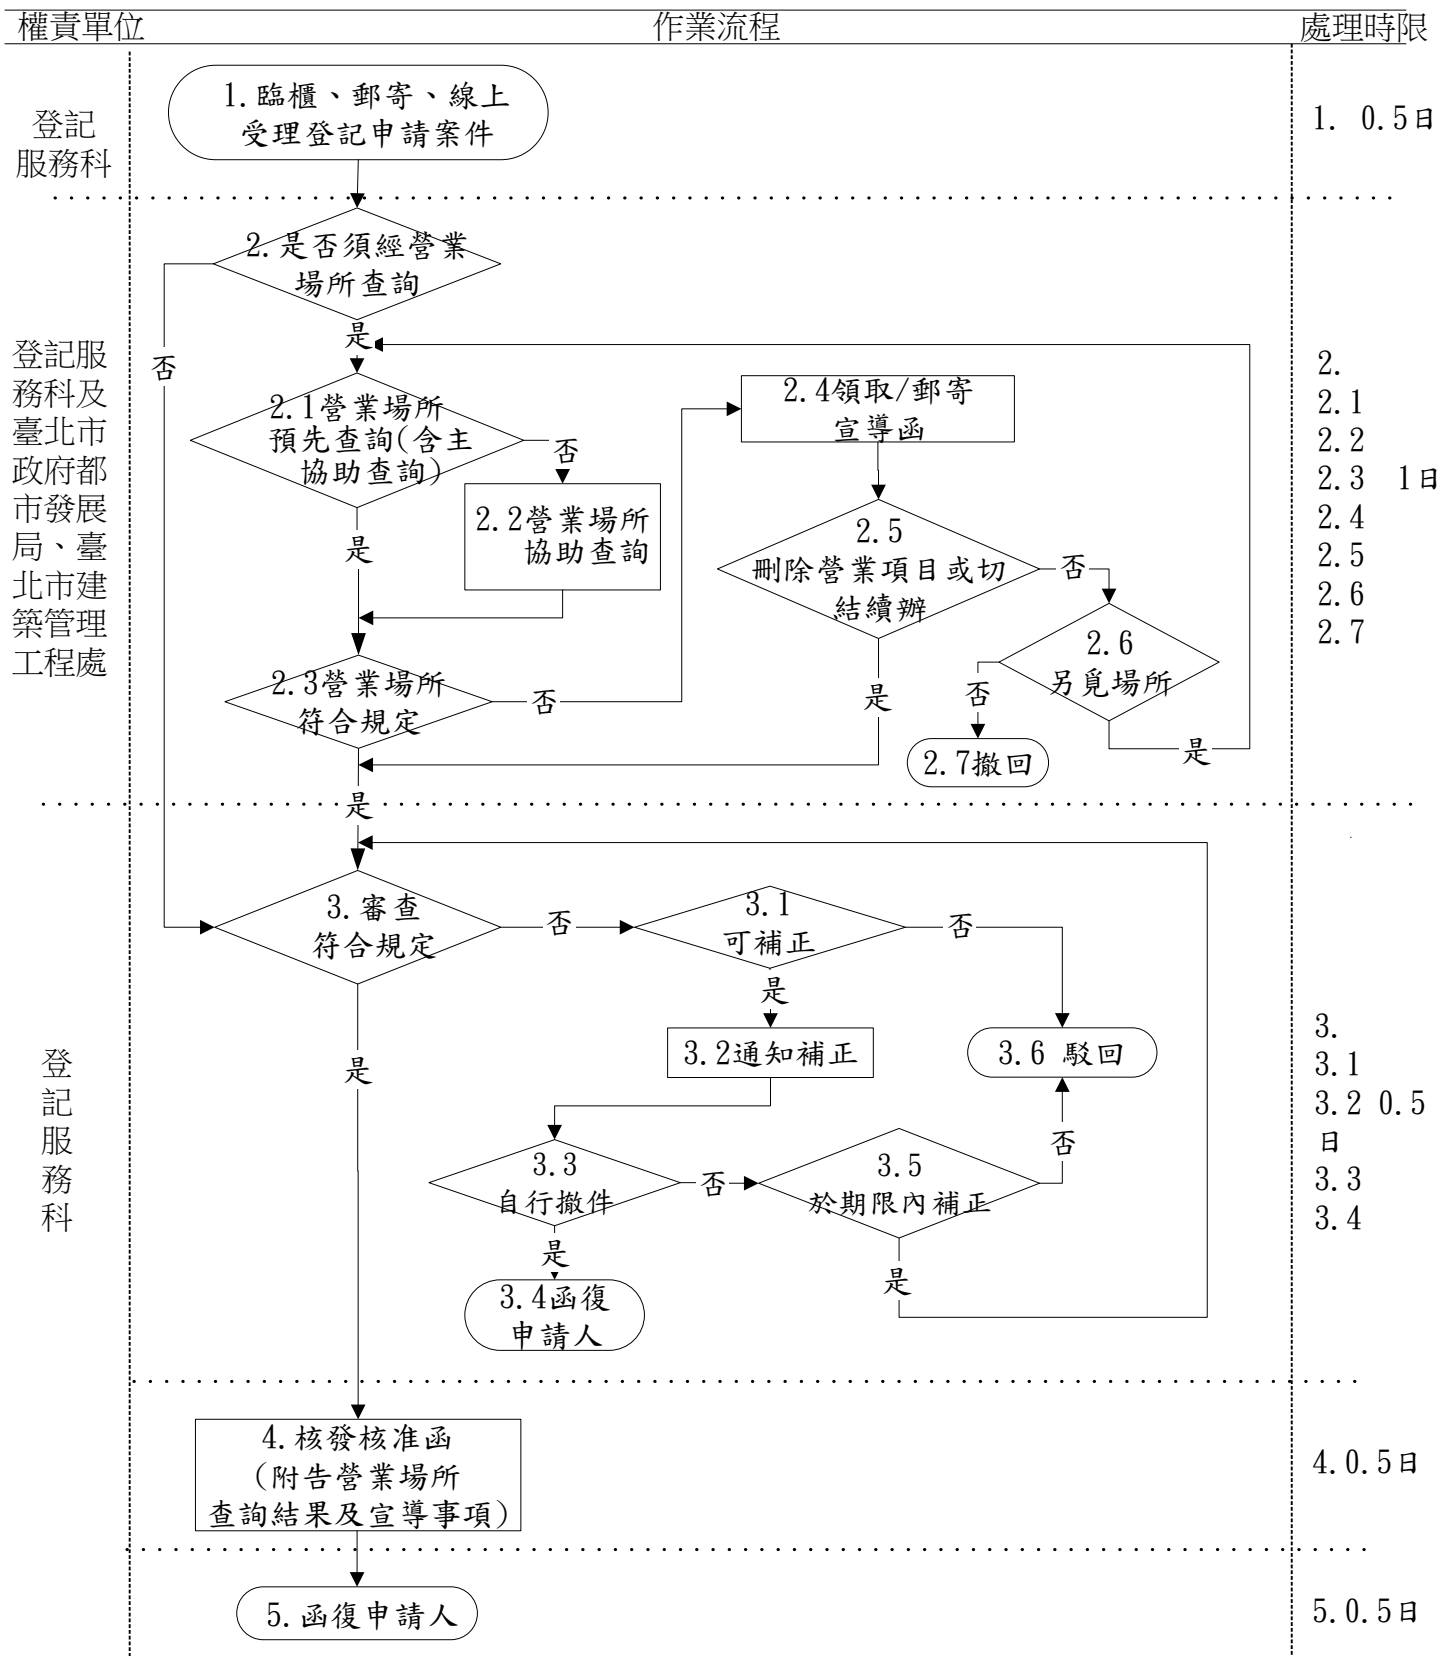 權責單位
作業流程
處理時限
登記
服務科
1.臨櫃、郵寄、線上
受理登記申請案件
1. 0.5日
2.是否須經營業
場所查詢
是
否
登記服
務科及
臺北市
政府都
市發展
局、臺
北市建
築管理
工程處
2.1營業場所
預先查詢(含主
協助查詢)
否
是
2.2營業場所
協助查詢
2.3營業場所
符合規定
否
是
2.4領取/郵寄
宣導函
2.5
刪除營業項目或切
結續辦
否
是
2.6
另覓場所
否
是
2.7撤回
2.
2.1
2.2
2.3 1日
2.4
2.5
2.6
2.7
登
記
服
務
科
3.審查
符合規定
否
是
3.1
可補正
否
是
3.2通知補正
3.6 駁回
3.3
自行撤件
否
是
3.5
於期限內補正
否
是
3.4函復
申請人
3.
3.1
3.2 0.5
日
3.3
3.4
4.核發核准函
(附告營業場所
查詢結果及宣導事項)
4.0.5日
5.函復申請人
5.0.5日